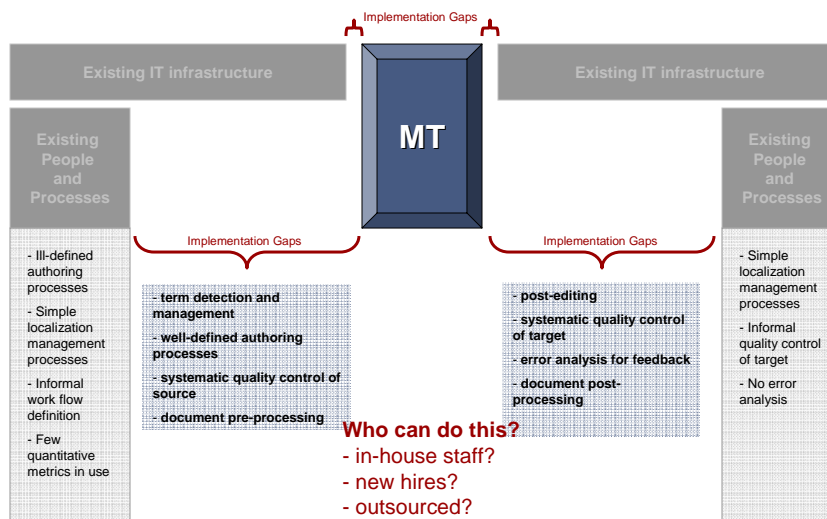 Implementation Gaps
Existing IT infrastructure
MT
Existing IT infrastructure
Existing
People
and
Processes
- Ill-defined
authoring
processes
- Simple
localization
management
processes
- Informal
work flow
definition
- Few
quantitative
metrics in use
Implementation Gaps
- term detection and
management
- well-defined authoring
processes
- systematic quality control of
source
- document pre-processing
Implementation Gaps
- post-editing
- systematic quality control
of target
- error analysis for feedback
- document post-
processing
Existing
People
and
Processes
- Simple
localization
management
processes
- Informal
quality control
of target
- No error
analysis
Who can do this?
- in-house staff?
- new hires?
- outsourced?